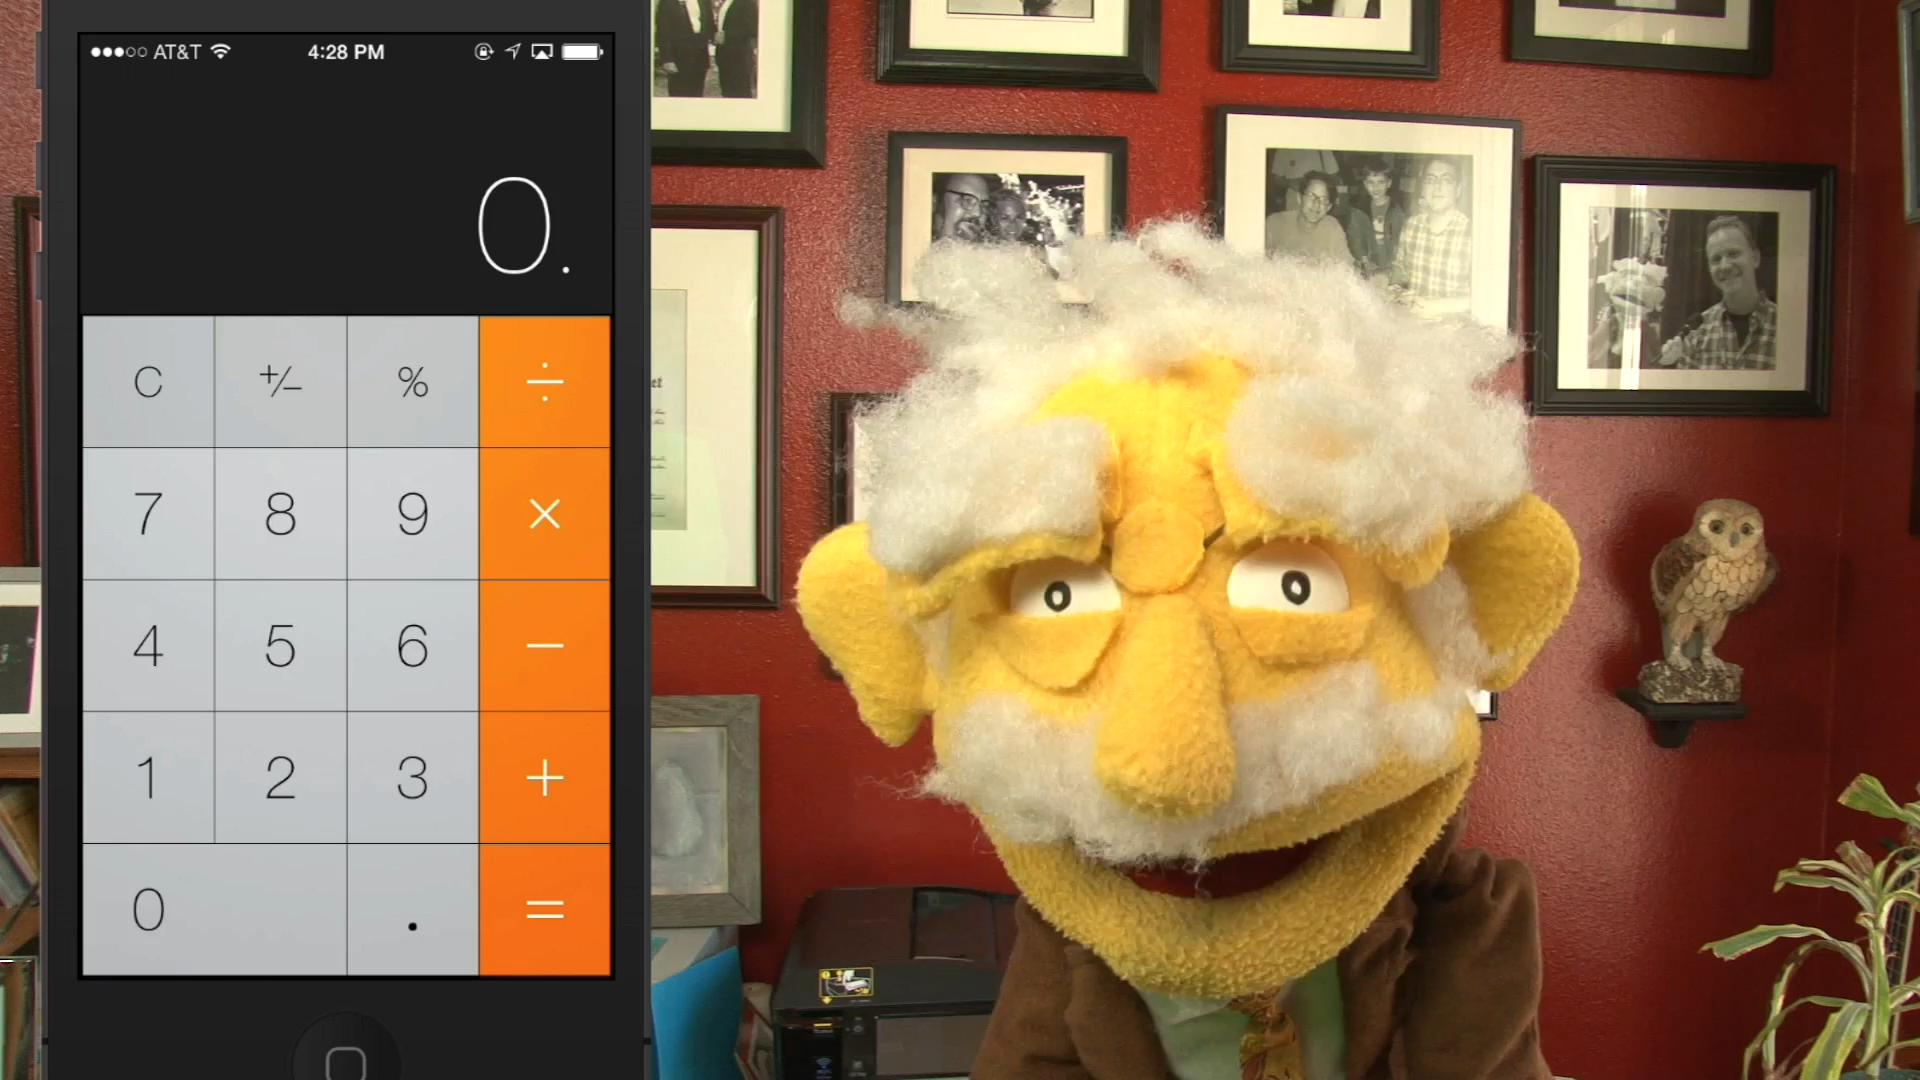 ●●●○○ AT&T 4:28 PM
0.
C +/− % ÷
7 8 9 ×
4 5 6 −
1 2 3 +
0 . =